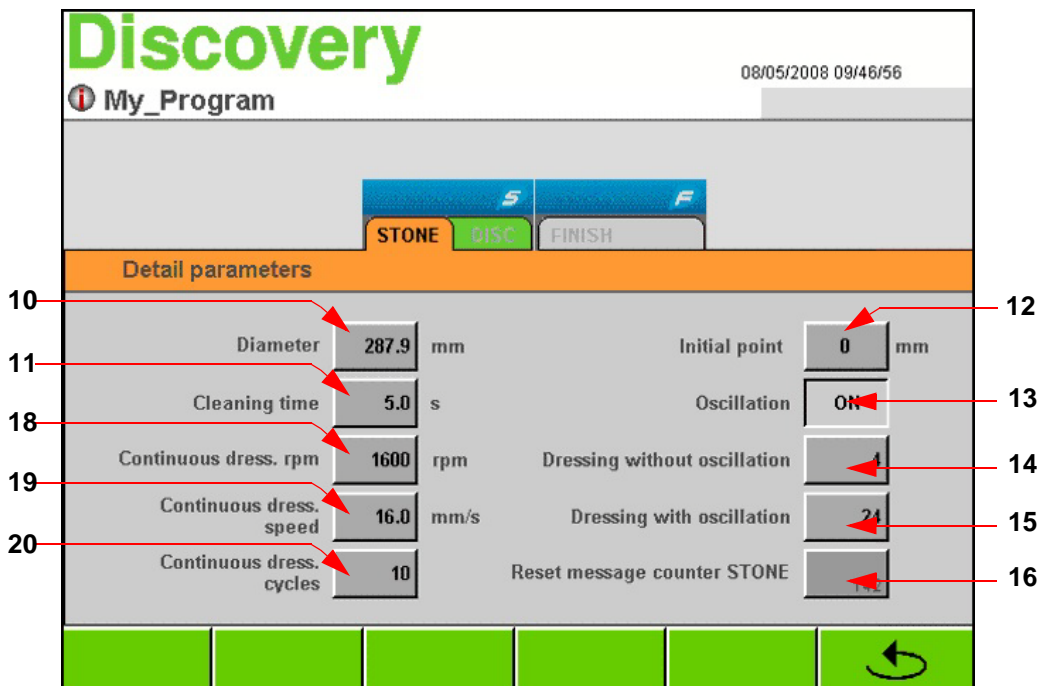 Discovery
08/05/2008 09/46/56
i My_Program
S F
STONE DISC FINISH
Detail parameters
10
Diameter 287.9 mm
11
Cleaning time 5.0 s
18
Continuous dress. rpm 1600 rpm
19
Continuous dress.
speed 16.0 mm/s
20
Continuous dress.
cycles 10
12
Initial point 0 mm
Oscillation ON 13
Dressing without oscillation 4 14
Dressing with oscillation 24 15
Reset message counter STONE 16